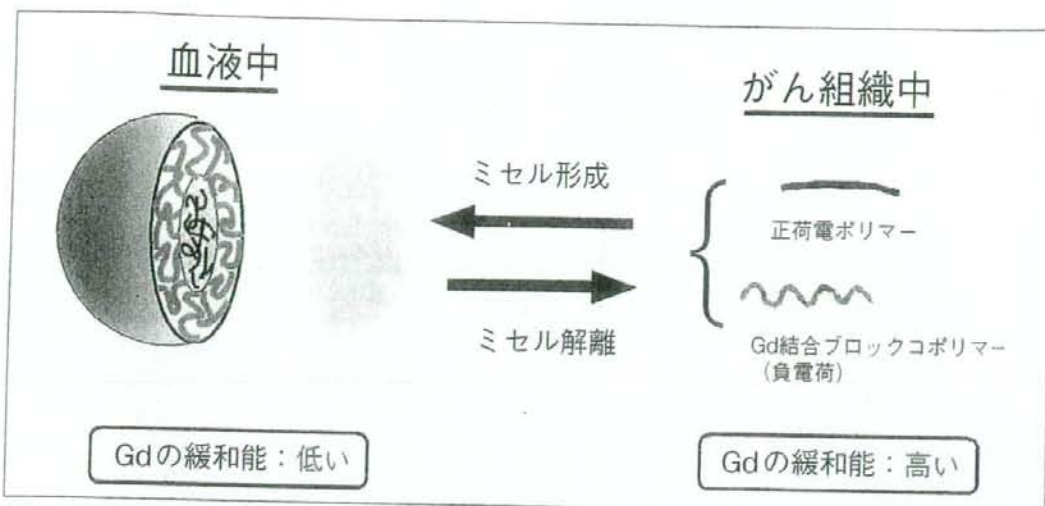 血液中
がん組織中
ミセル形成
正荷電ポリマー
ミセル解離
Gd結合ブロックコポリマー
(負電荷)
Gdの緩和能：低い
Gdの緩和能：高い